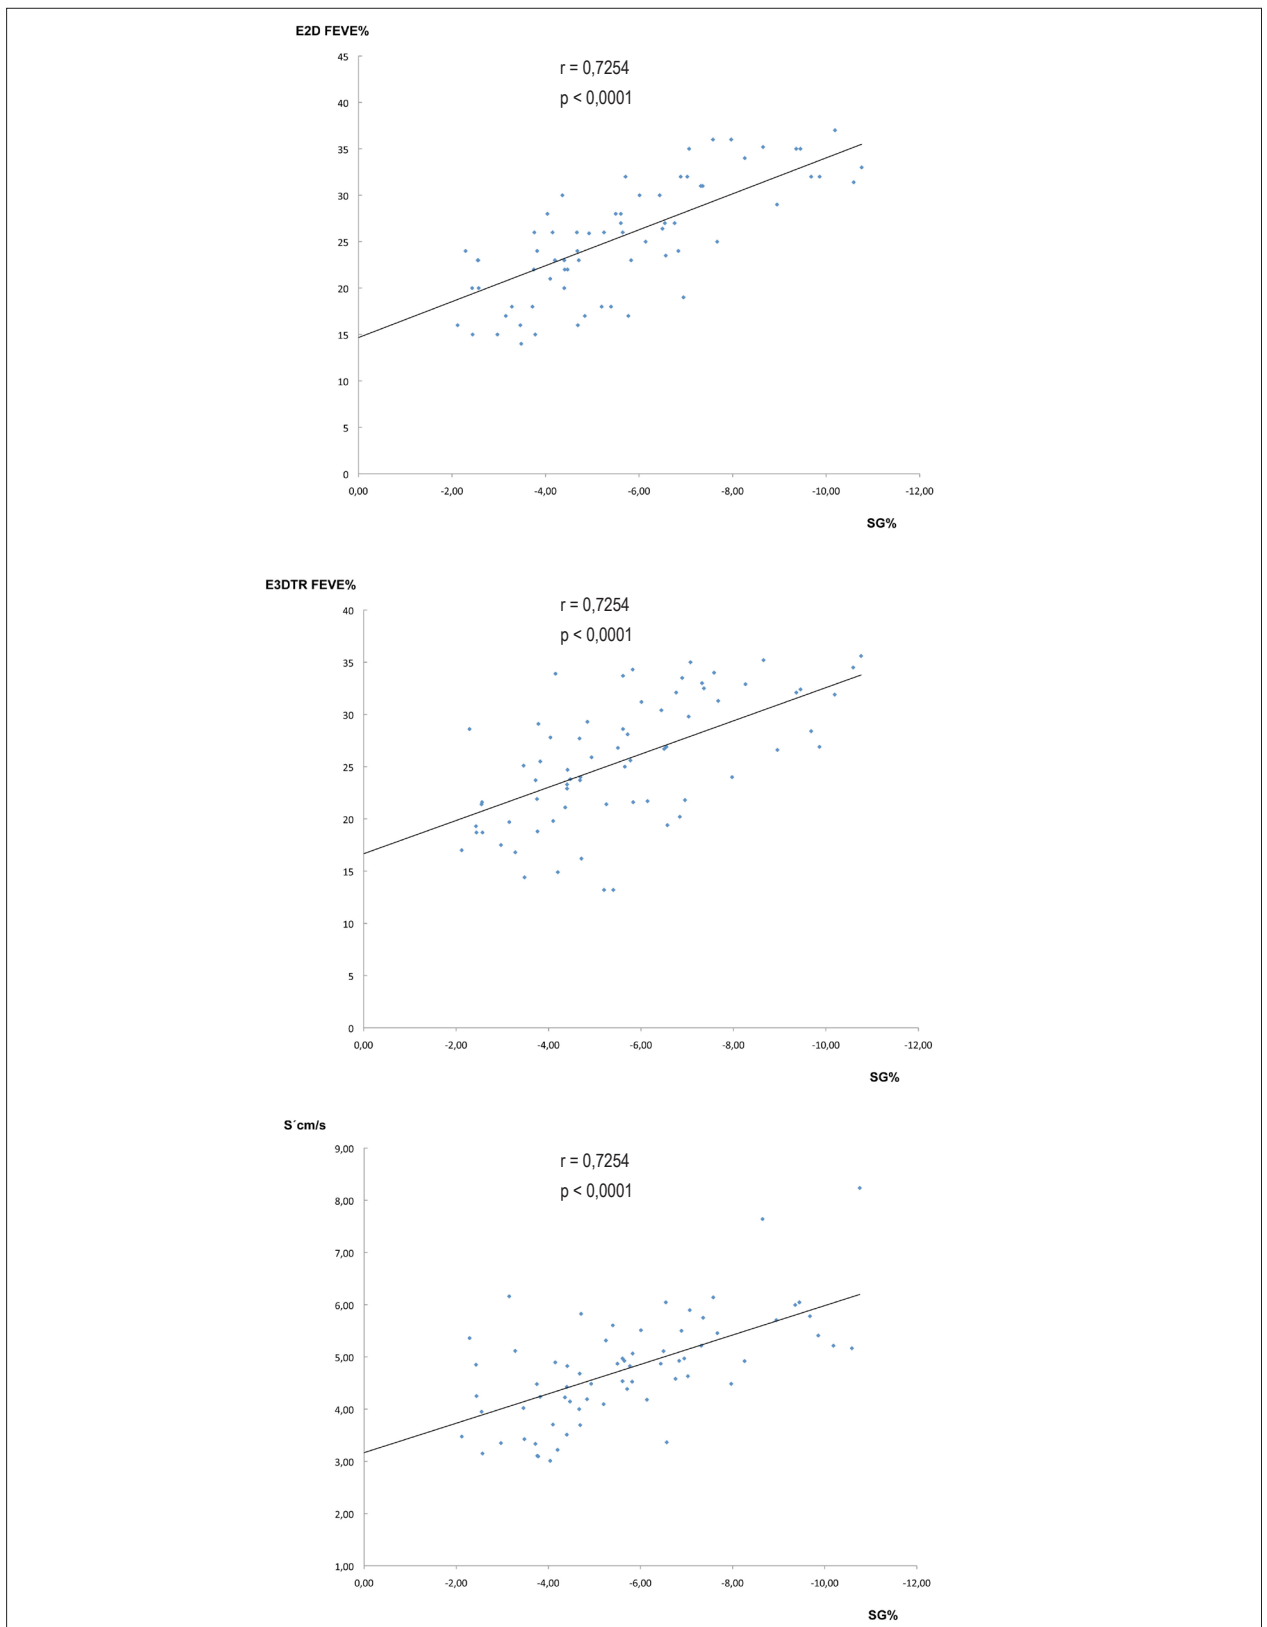 E2D FEVE%
r = 0,7254
p < 0,0001
45
40
35
30
25
20
15
10
5
0
0,00 -2,00 -4,00 -6,00 -8,00 -10,00 -12,00
SG%
E3DTR FEVE%
r = 0,7254
p < 0,0001
40
35
30
25
20
15
10
5
0
0,00 -2,00 -4,00 -6,00 -8,00 -10,00 -12,00
SG%
S´cm/s
r = 0,7254
p < 0,0001
9,00
8,00
7,00
6,00
5,00
4,00
3,00
2,00
1,00
0,00 -2,00 -4,00 -6,00 -8,00 -10,00 -12,00
SG%